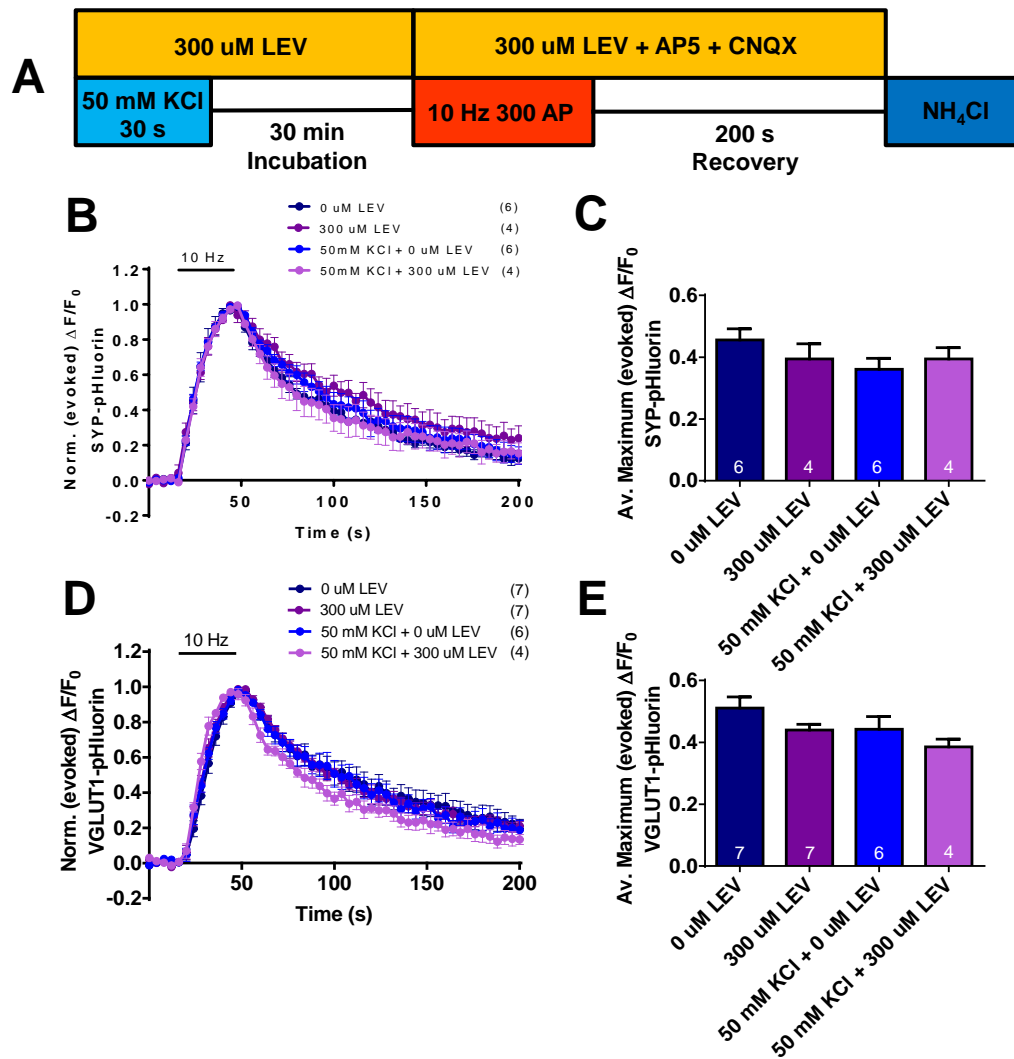 A
300 uM LEV
300 uM LEV + AP5 + CNQX
50 mM KCl
30 s
10 Hz 300 AP
NH₄Cl
30 min
Incubation
200 s
Recovery
B
0 uM LEV (6)
300 uM LEV (4)
50mM KCl + 0 uM LEV (6)
50mM KCl + 300 uM LEV (4)
10 Hz
Norm. (evoked) ΔF/F₀
SYP-pHluorin
1.2
1.0
0.8
0.6
0.4
0.2
0.0
-0.2
50
100
150
200
Time (s)
C
Av. Maximum (evoked) ΔF/F₀
SYP-pHluorin
0.6
0.4
0.2
0.0
6
4
6
4
0 uM LEV
300 uM LEV
50 mM KCl + 0 uM LEV
50 mM KCl + 300 uM LEV
D
0 uM LEV (7)
300 uM LEV (7)
50 mM KCl + 0 uM LEV (6)
50 mM KCl + 300 uM LEV (4)
10 Hz
Norm. (evoked) ΔF/F₀
VGLUT1-pHluorin
1.2
1.0
0.8
0.6
0.4
0.2
0.0
-0.2
50
100
150
200
Time (s)
E
Av. Maximum (evoked) ΔF/F₀
VGLUT1-pHluorin
0.6
0.4
0.2
0.0
7
7
6
4
0 uM LEV
300 uM LEV
50 mM KCl + 0 uM LEV
50 mM KCl + 300 uM LEV